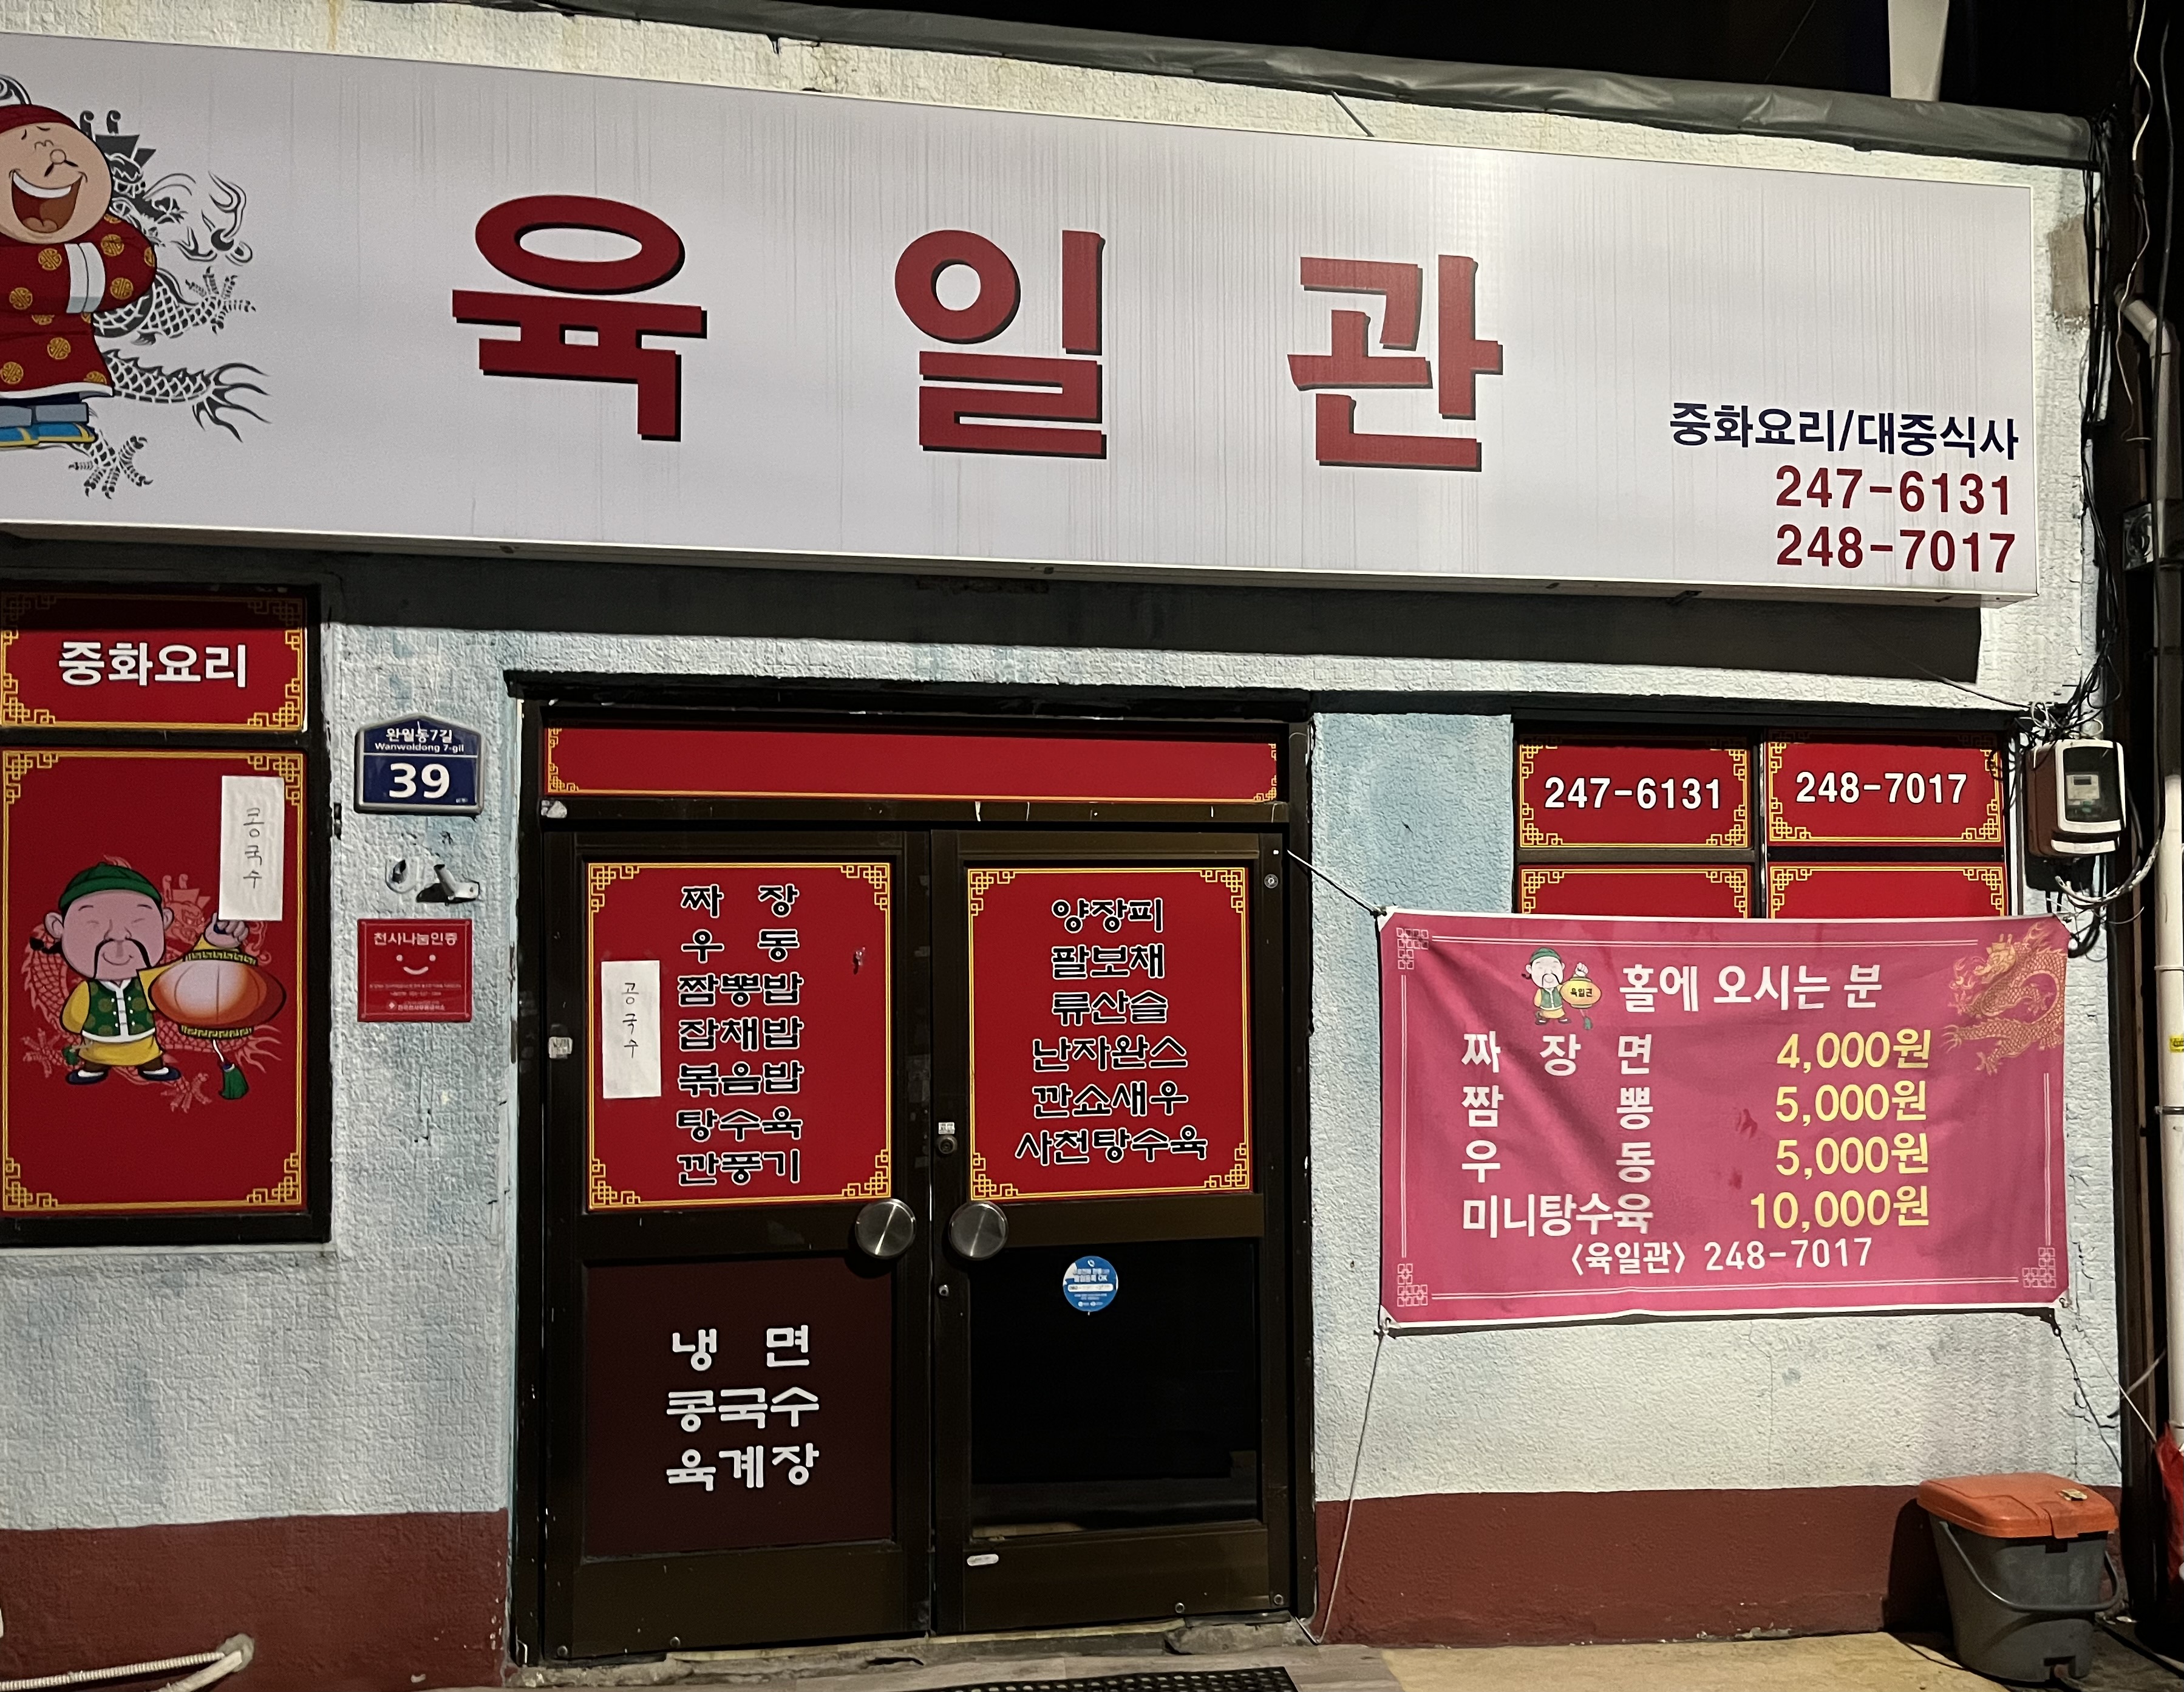 육일관
중화요리/대중식사
247-6131
248-7017
중화요리
콩국수
완월동7길
Wanwoldong 7-gil
39
천사나눔인증
짜 장
우 동
짬뽕밥
잡채밥
볶음밥
탕수육
깐풍기
콩국수
양장피
팔보채
류산슬
난자완스
깐쇼새우
사천탕수육
냉 면
콩국수
육계장
247-6131
248-7017
육일관
홀에 오시는 분
짜 장 면 4,000원
짬 뽕 5,000원
우 동 5,000원
미니탕수육 10,000원
〈육일관〉 248-7017